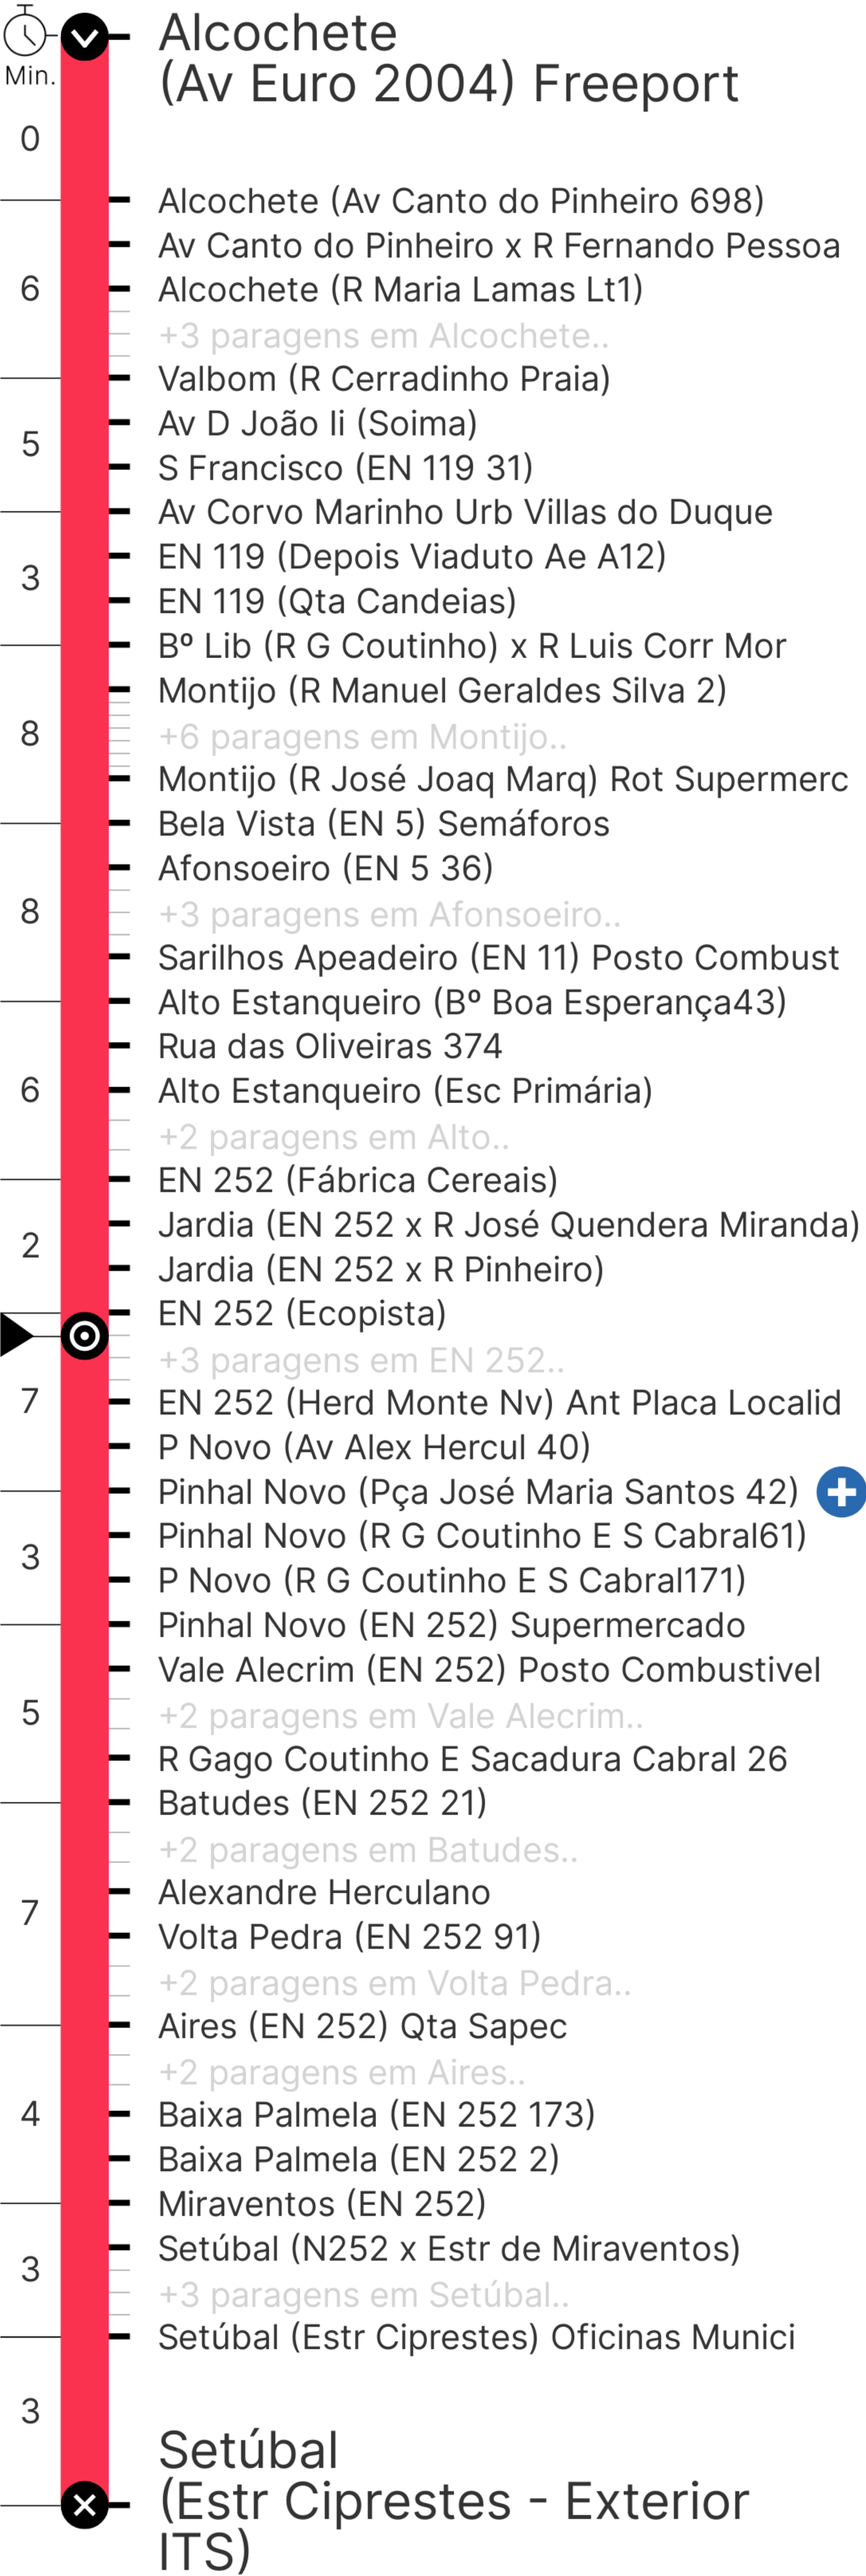 Alcochete
(Av Euro 2004) Freeport
Min.
0
Alcochete (Av Canto do Pinheiro 698)
Av Canto do Pinheiro x R Fernando Pessoa
6
Alcochete (R Maria Lamas Lt1)
+3 paragens em Alcochete..
Valbom (R Cerradinho Praia)
Av D João Ii (Soima)
5
S Francisco (EN 119 31)
Av Corvo Marinho Urb Villas do Duque
EN 119 (Depois Viaduto Ae A12)
3
EN 119 (Qta Candeias)
Bº Lib (R G Coutinho) x R Luis Corr Mor
Montijo (R Manuel Geraldes Silva 2)
8
+6 paragens em Montijo..
Montijo (R José Joaq Marq) Rot Supermerc
Bela Vista (EN 5) Semáforos
Afonsoeiro (EN 5 36)
8
+3 paragens em Afonsoeiro..
Sarilhos Apeadeiro (EN 11) Posto Combust
Alto Estanqueiro (Bº Boa Esperança43)
Rua das Oliveiras 374
6
Alto Estanqueiro (Esc Primária)
+2 paragens em Alto..
EN 252 (Fábrica Cereais)
Jardia (EN 252 x R José Quendera Miranda)
2
Jardia (EN 252 x R Pinheiro)
EN 252 (Ecopista)
+3 paragens em EN 252..
7
EN 252 (Herd Monte Nv) Ant Placa Localid
P Novo (Av Alex Hercul 40)
Pinhal Novo (Pça José Maria Santos 42)
Pinhal Novo (R G Coutinho E S Cabral61)
3
P Novo (R G Coutinho E S Cabral171)
Pinhal Novo (EN 252) Supermercado
Vale Alecrim (EN 252) Posto Combustivel
5
+2 paragens em Vale Alecrim..
R Gago Coutinho E Sacadura Cabral 26
Batudes (EN 252 21)
+2 paragens em Batudes..
Alexandre Herculano
7
Volta Pedra (EN 252 91)
+2 paragens em Volta Pedra..
Aires (EN 252) Qta Sapec
+2 paragens em Aires..
4
Baixa Palmela (EN 252 173)
Baixa Palmela (EN 252 2)
Miraventos (EN 252)
Setúbal (N252 x Estr de Miraventos)
3
+3 paragens em Setúbal..
Setúbal (Estr Ciprestes) Oficinas Munici
3
Setúbal
(Estr Ciprestes - Exterior
ITS)